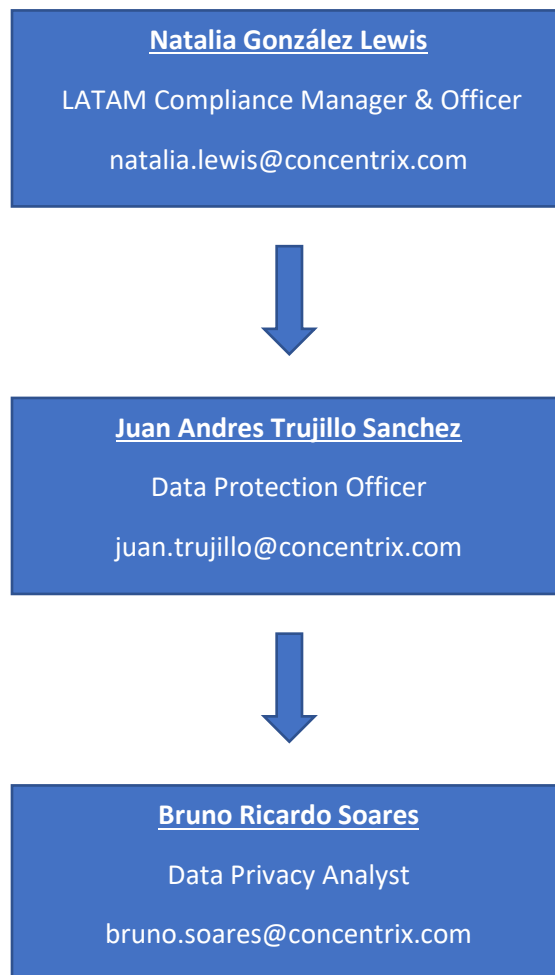 Natalia González Lewis
LATAM Compliance Manager & Officer
natalia.lewis@concentrix.com
Juan Andres Trujillo Sanchez
Data Protection Officer
juan.trujillo@concentrix.com
Bruno Ricardo Soares
Data Privacy Analyst
bruno.soares@concentrix.com